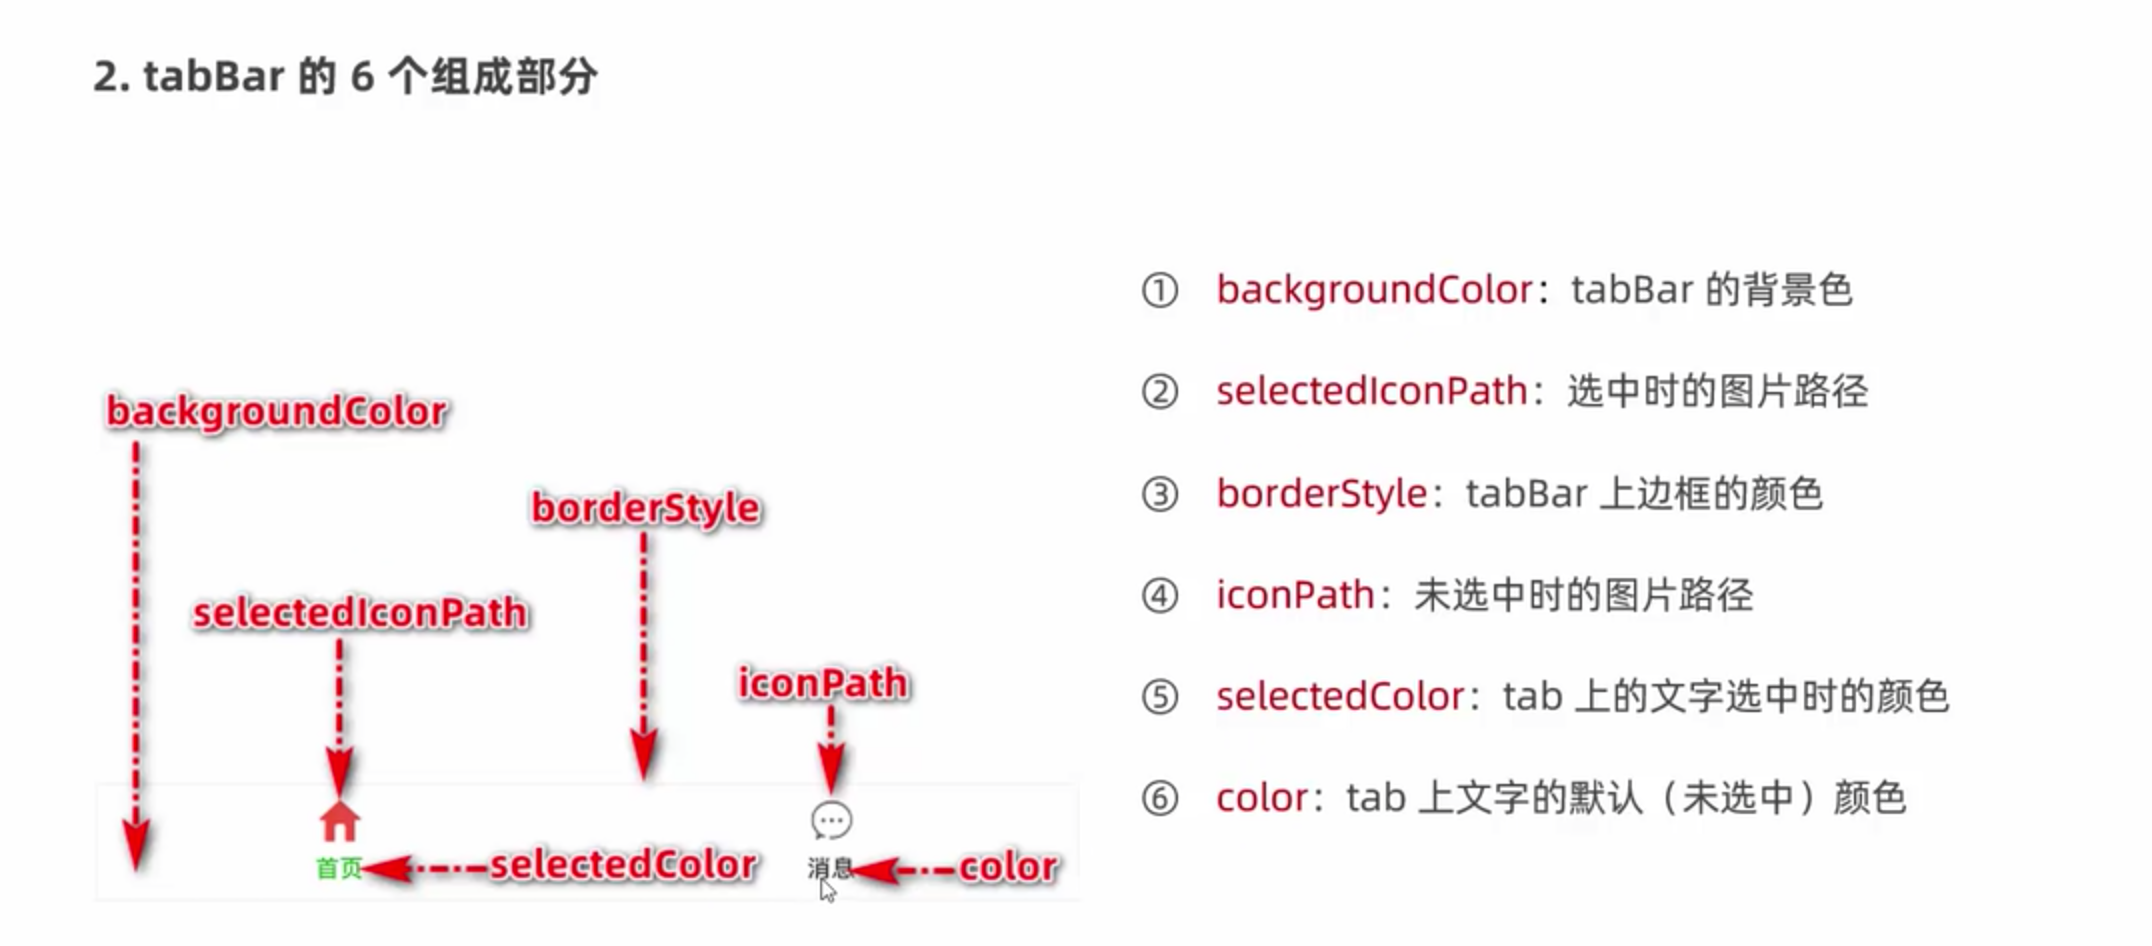 2. tabBar 的 6 个组成部分
backgroundColor
borderStyle
selectedIconPath
iconPath
首页
selectedColor
消息
color
① backgroundColor：tabBar 的背景色
② selectedIconPath：选中时的图片路径
③ borderStyle：tabBar 上边框的颜色
④ iconPath：未选中时的图片路径
⑤ selectedColor：tab 上的文字选中时的颜色
⑥ color：tab 上文字的默认（未选中）颜色